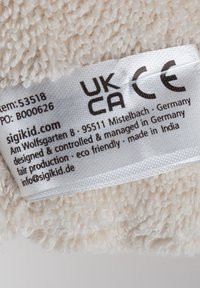 Item: 53518
PO: B000626
UK
CA CE
sigikid.com
Am Wolfsgarten 8 · 95511 Mistelbach · Germany
designed & controlled & managed in Germany
fair production · eco friendly · made in India
info@sigikid.de